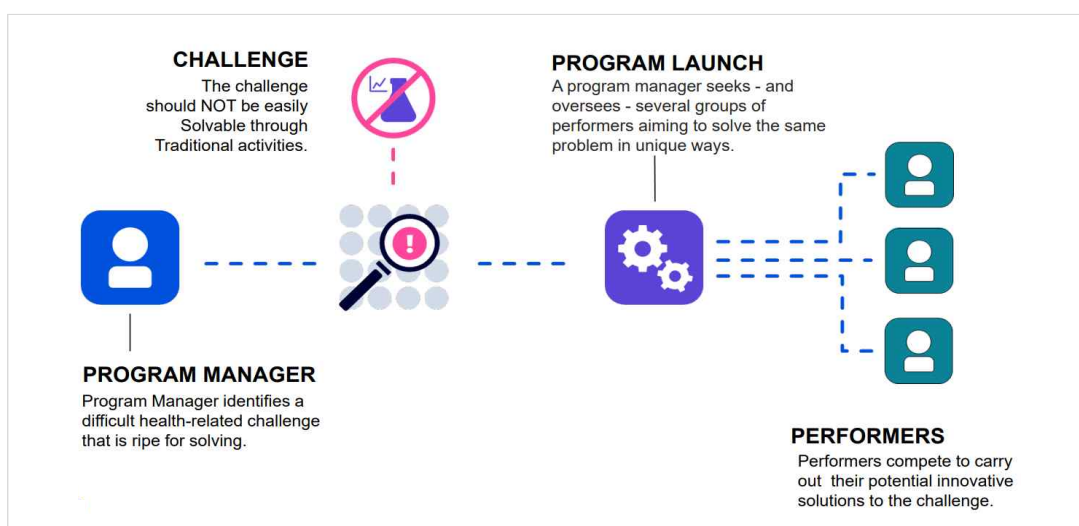 CHALLENGE
The challenge
should NOT be easily
Solvable through
Traditional activities.
PROGRAM LAUNCH
A program manager seeks - and
oversees - several groups of
performers aiming to solve the same
problem in unique ways.
!
PROGRAM MANAGER
Program Manager identifies a
difficult health-related challenge
that is ripe for solving.
PERFORMERS
Performers compete to carry
out  their potential innovative
solutions to the challenge.